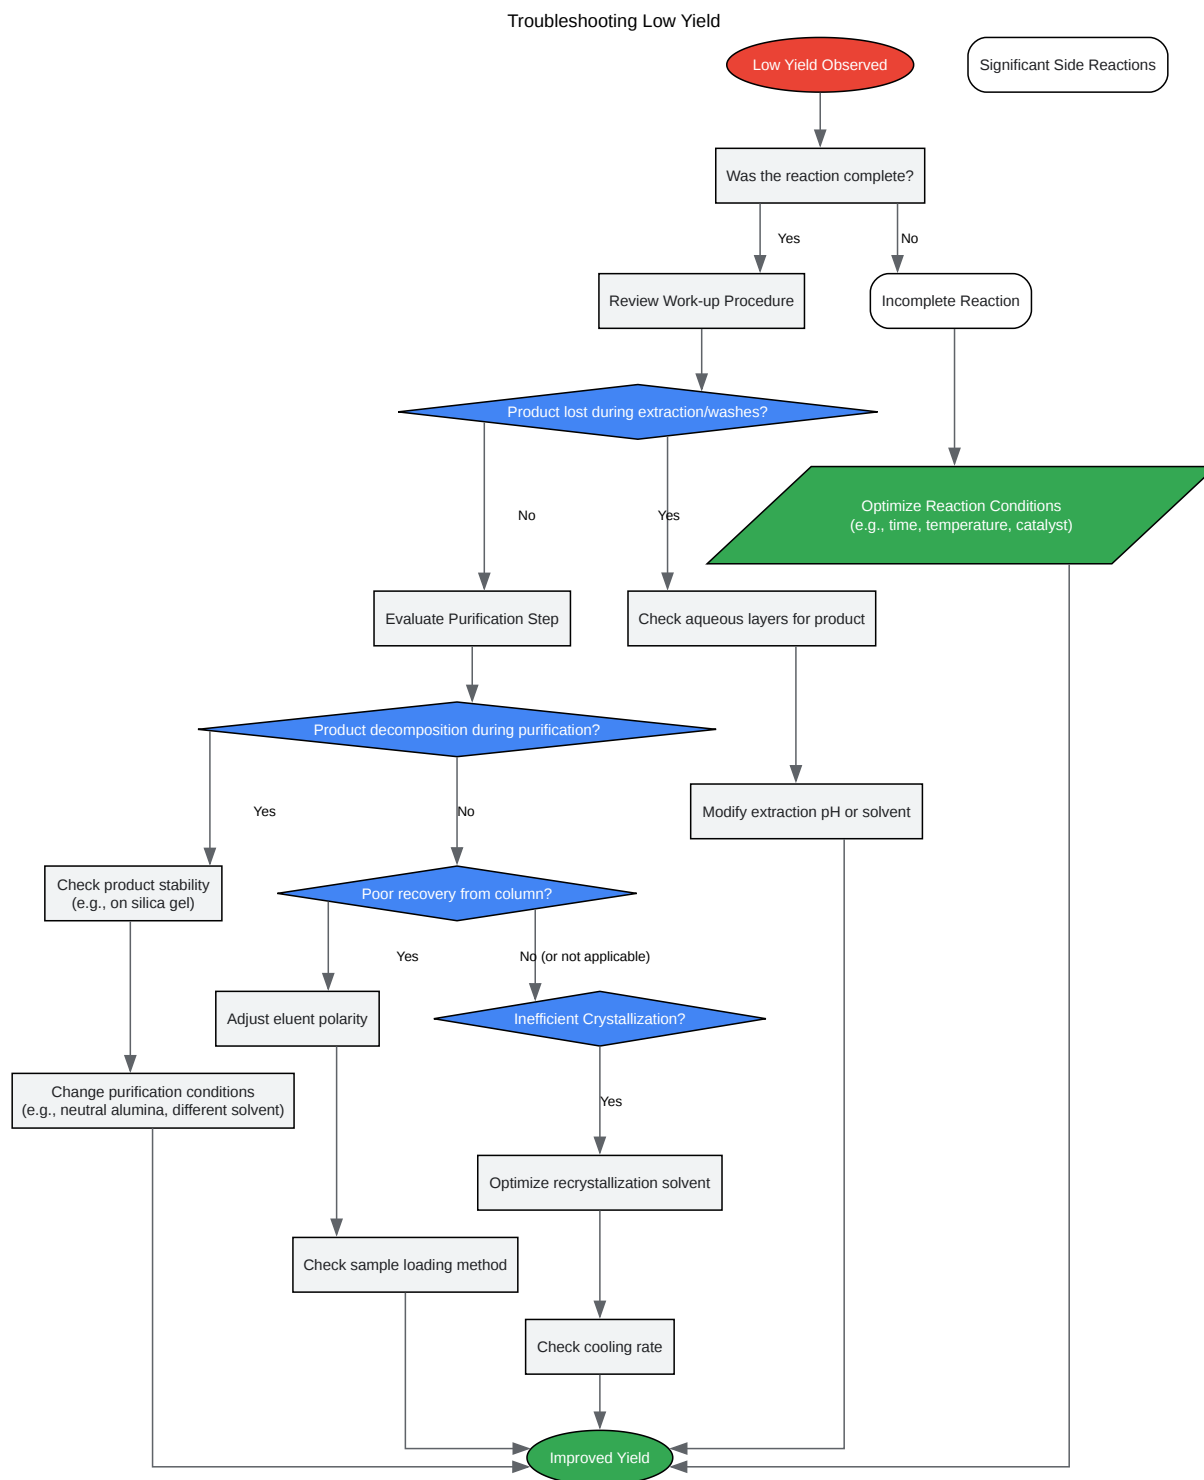 Troubleshooting Low Yield
Low Yield Observed
Significant Side Reactions
Was the reaction complete?
Yes
No
Review Work-up Procedure
Incomplete Reaction
Product lost during extraction/washes?
No
Yes
Optimize Reaction Conditions
(e.g., time, temperature, catalyst)
Evaluate Purification Step
Check aqueous layers for product
Product decomposition during purification?
Yes
No
Modify extraction pH or solvent
Check product stability
(e.g., on silica gel)
Poor recovery from column?
Yes
No (or not applicable)
Adjust eluent polarity
Inefficient Crystallization?
Change purification conditions
(e.g., neutral alumina, different solvent)
Yes
Optimize recrystallization solvent
Check sample loading method
Check cooling rate
Improved Yield